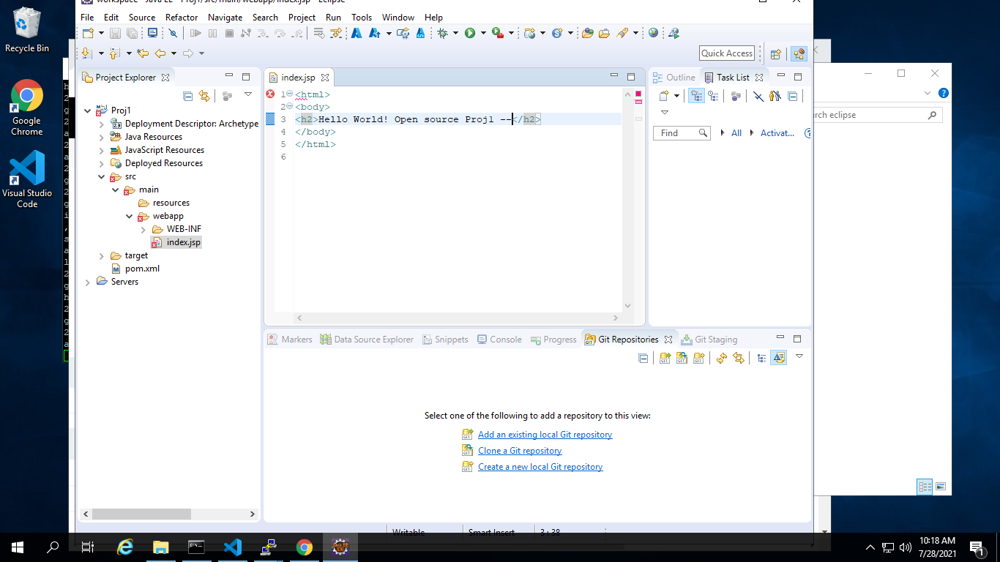 Recycle Bin
Google
Chrome
Visual Studio
Code
workspace - Java EE - Proj1/src/main/webapp/index.jsp - Eclipse
File Edit Source Refactor Navigate Search Project Run Tools Window Help
Quick Access
Project Explorer
Proj1
Deployment Descriptor: Archetype
Java Resources
JavaScript Resources
Deployed Resources
src
main
resources
webapp
WEB-INF
index.jsp
target
pom.xml
Servers
index.jsp
1 <html>
2 <body>
3 <h2>Hello World! Open source Proj1 --</h2>
4 </body>
5 </html>
6
Outline Task List
Find All Activat...
Markers Data Source Explorer Snippets Console Progress Git Repositories Git Staging
Select one of the following to add a repository to this view:
Add an existing local Git repository
Clone a Git repository
Create a new local Git repository
Writable Smart Insert 3 : 38
arch eclipse
10:18 AM
7/28/2021
1